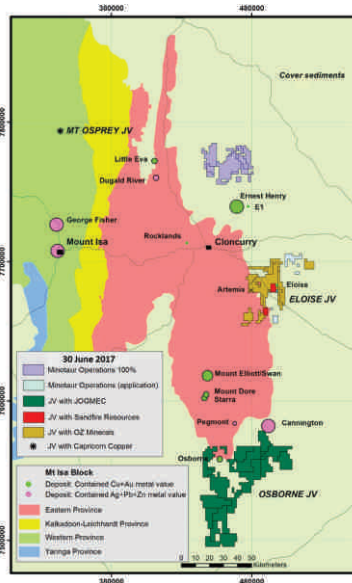 380000
480000
Cover sediments
7800000
MT OSPREY JV
Little Eva
Dugald River
Ernest Henry
E1
George Fisher
Rocklands
Cloncurry
Mount Isa
7700000
Artemis
Eloise
ELOISE JV
30 June 2017
Minotaur Operations 100%
Minotaur Operations (application)
JV with JOGMEC
JV with Sandfire Resources
JV with OZ Minerals
JV with Capricorn Copper
Mount Elliott/Swan
7600000
Mount Dore
Starra
Pegmont
Cannington
Mt Isa Block
Deposit: Contained Cu+Au metal value
Deposit: Contained Ag+Pb+Zn metal value
Eastern Province
Kalkadoon-Leichhardt Province
Western Province
Yaringa Province
Osborne
OSBORNE JV
7500000
0 10 20 30 40 50
Kilometers
380000
480000